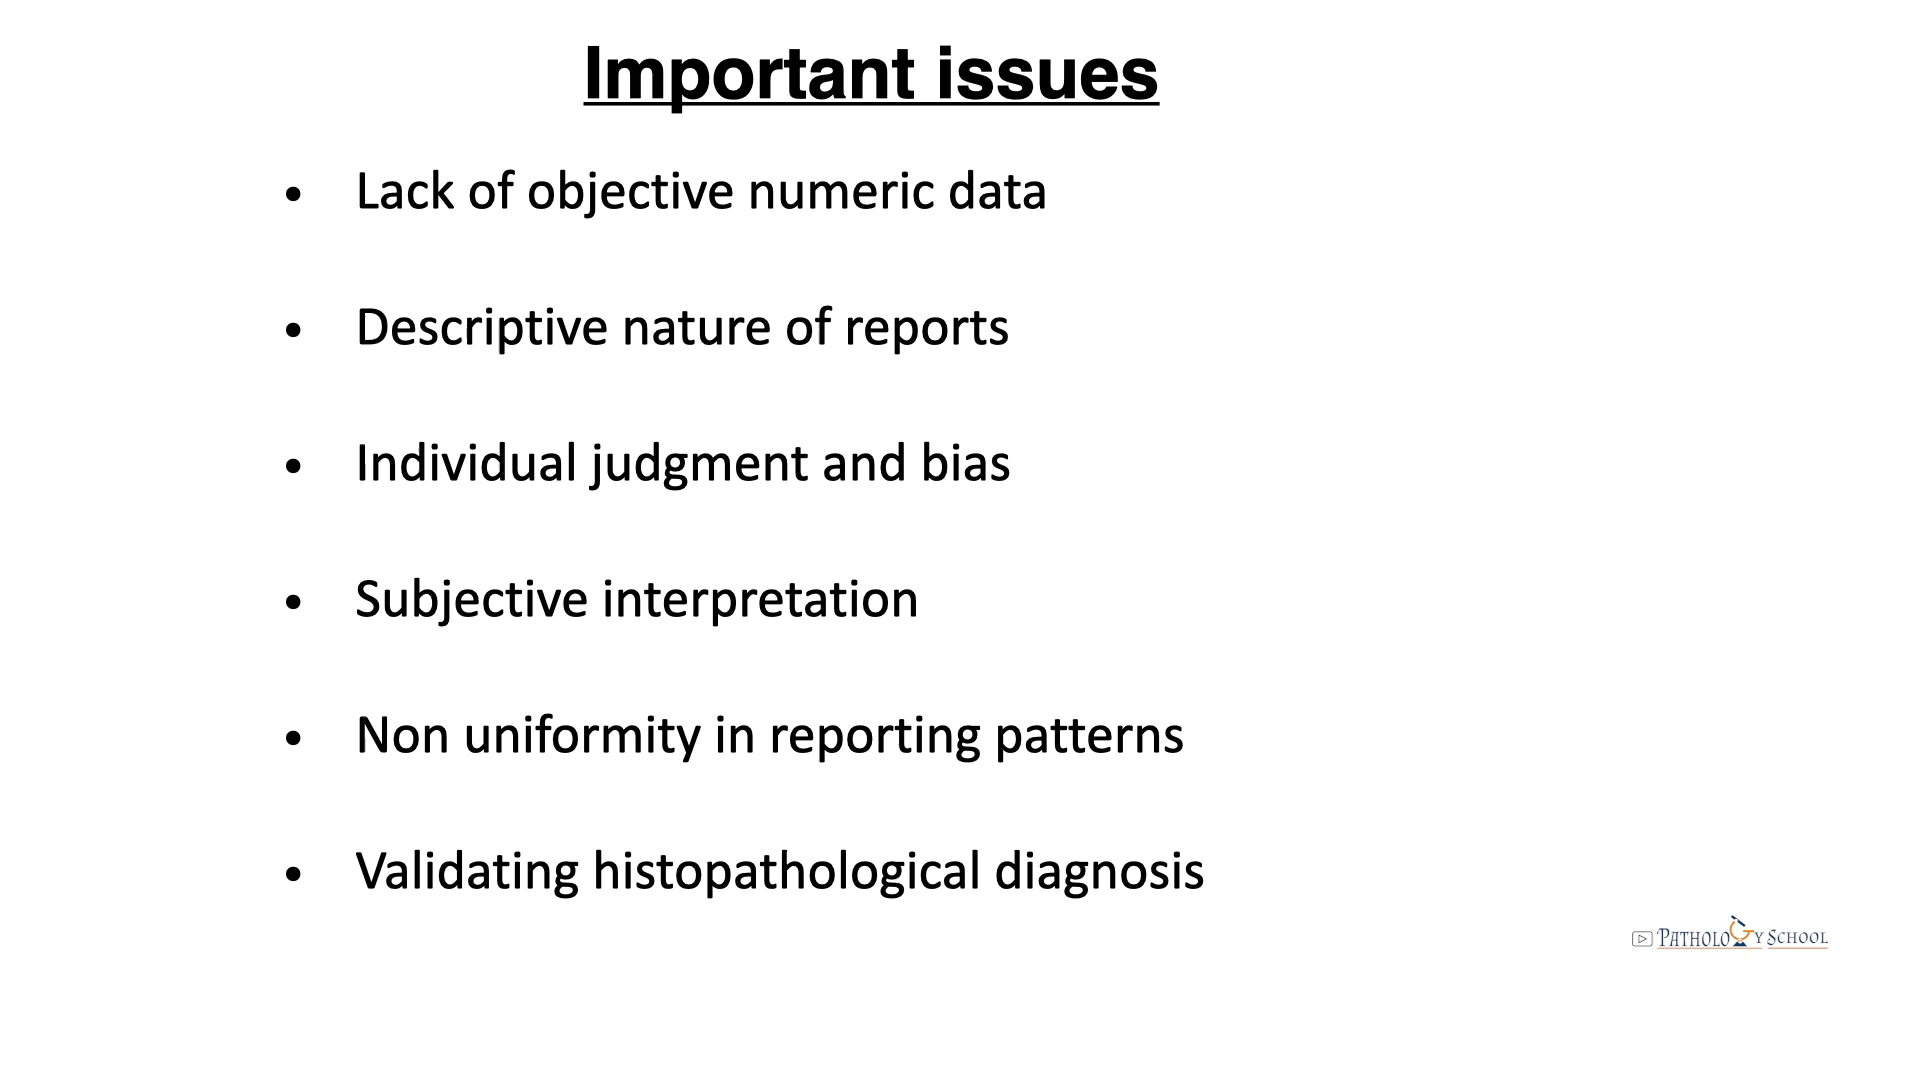 Important issues
• Lack of objective numeric data
• Descriptive nature of reports
• Individual judgment and bias
• Subjective interpretation
• Non uniformity in reporting patterns
• Validating histopathological diagnosis
PATHOLOGY SCHOOL